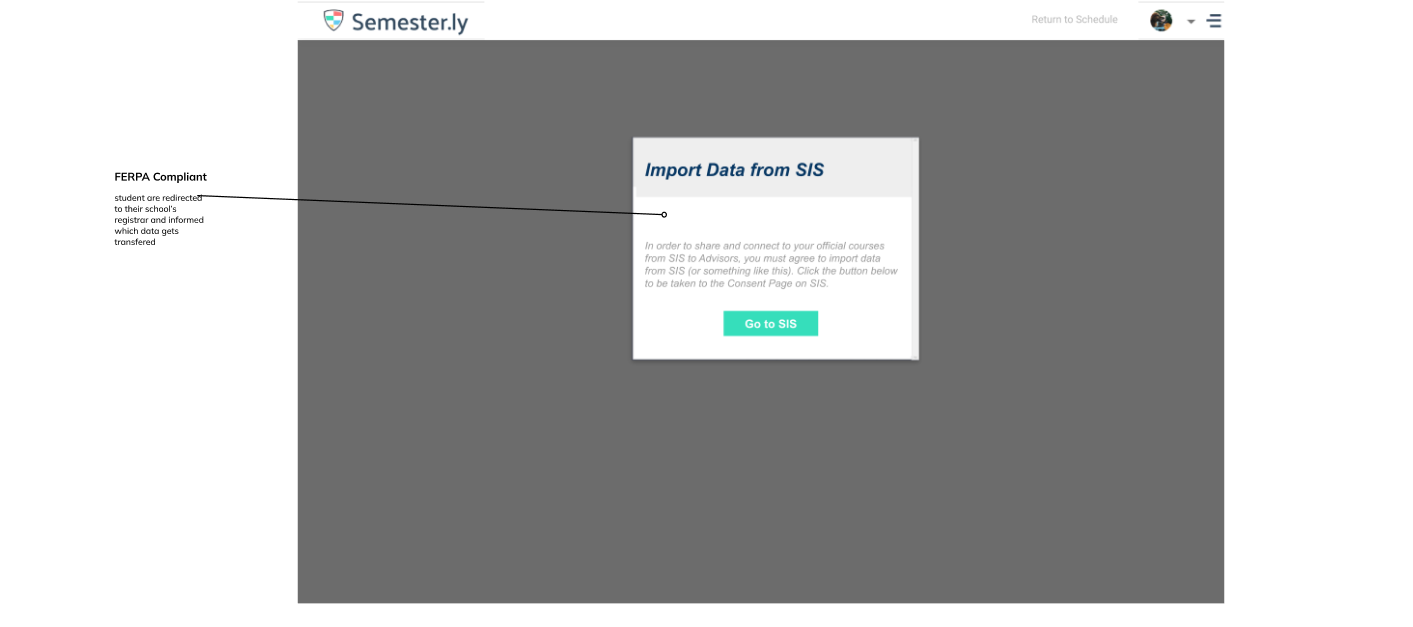 Semester.ly
Return to Schedule
FERPA Compliant
student are redirected
to their school's
registrar and informed
which data gets
transfered
Import Data from SIS
In order to share and connect to your official courses
from SIS to Advisors, you must agree to import data
from SIS (or something like this). Click the button below
to be taken to the Consent Page on SIS.
Go to SIS